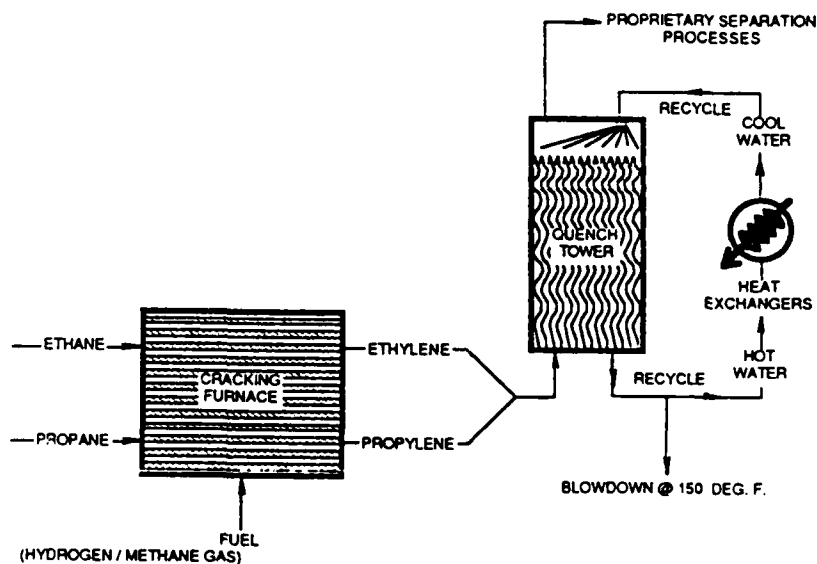 PROPRIETARY SEPARATION
PROCESSES
RECYCLE
COOL
WATER
QUENCH
TOWER
HEAT
EXCHANGERS
HOT
WATER
ETHANE
ETHYLENE
CRACKING
FURNACE
RECYCLE
PROPANE
PROPYLENE
BLOWDOWN @ 150 DEG. F.
FUEL
(HYDROGEN / METHANE GAS)